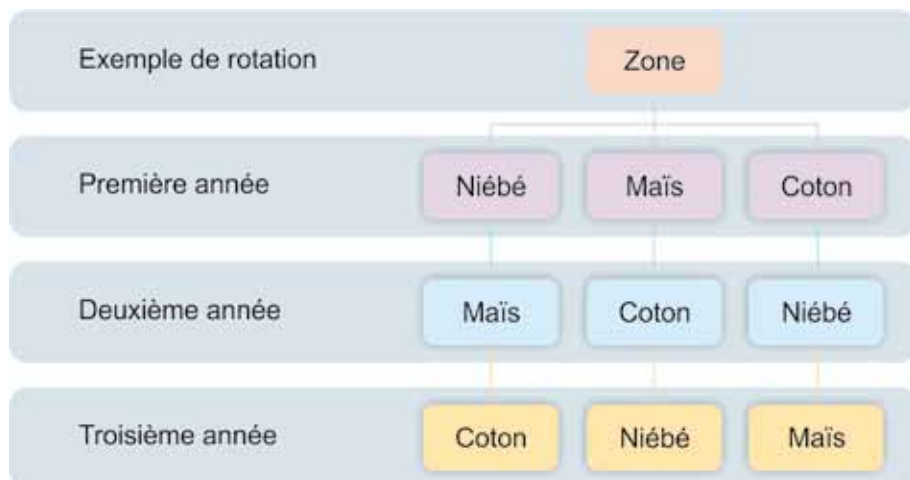 Exemple de rotation Zone
Première année Niébé Maïs Coton
Deuxième année Maïs Coton Niébé
Troisième année Coton Niébé Maïs